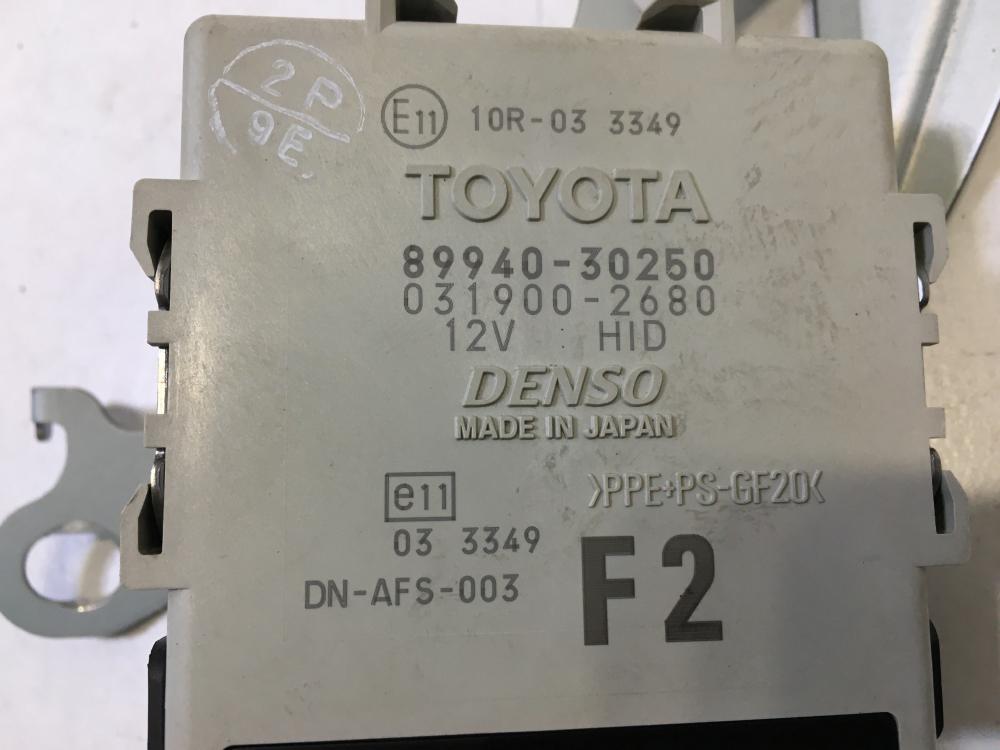 2P
9E
E11 10R-03 3349
TOYOTA
89940-30250
031900-2680
12V HID
DENSO
MADE IN JAPAN
e11 >PPE+PS-GF20<
03 3349
DN-AFS-003
F2